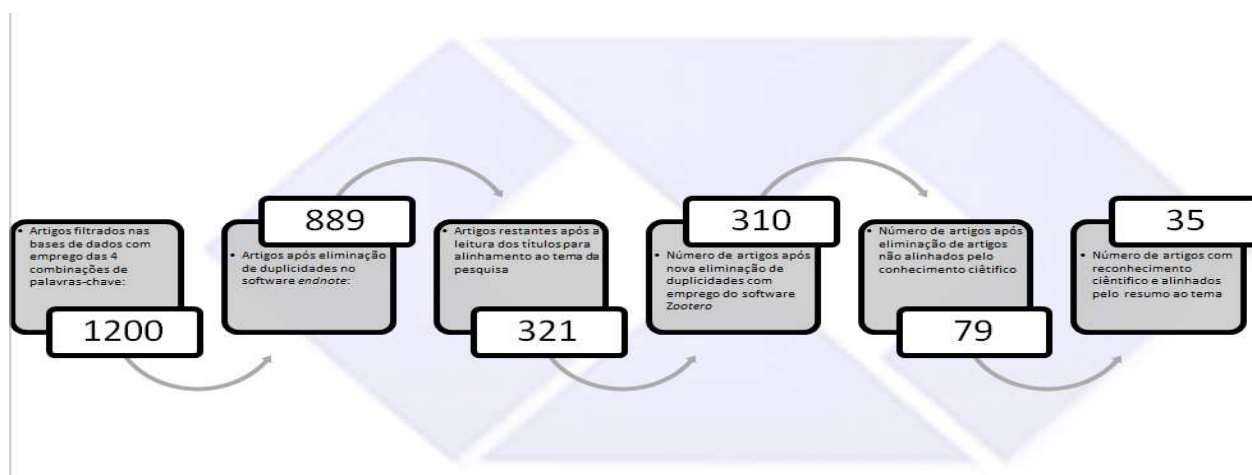 • Artigos filtrados nas
bases de dados com
emprego das 4
combinações de
palavras-chave:
1200
889
• Artigos após eliminação
de duplicidades no
software endnote:
• Artigos restantes após a
leitura dos títulos para
alinhamento ao tema da
pesquisa
321
310
• Número de artigos após
nova eliminação de
duplicidades com
emprego do software
Zootero
• Número de artigos após
eliminação de artigos
não alinhados pelo
conhecimento ciêtifico
79
35
• Número de artigos com
reconhecimento
ciêntifico e alinhados
pelo resumo ao tema